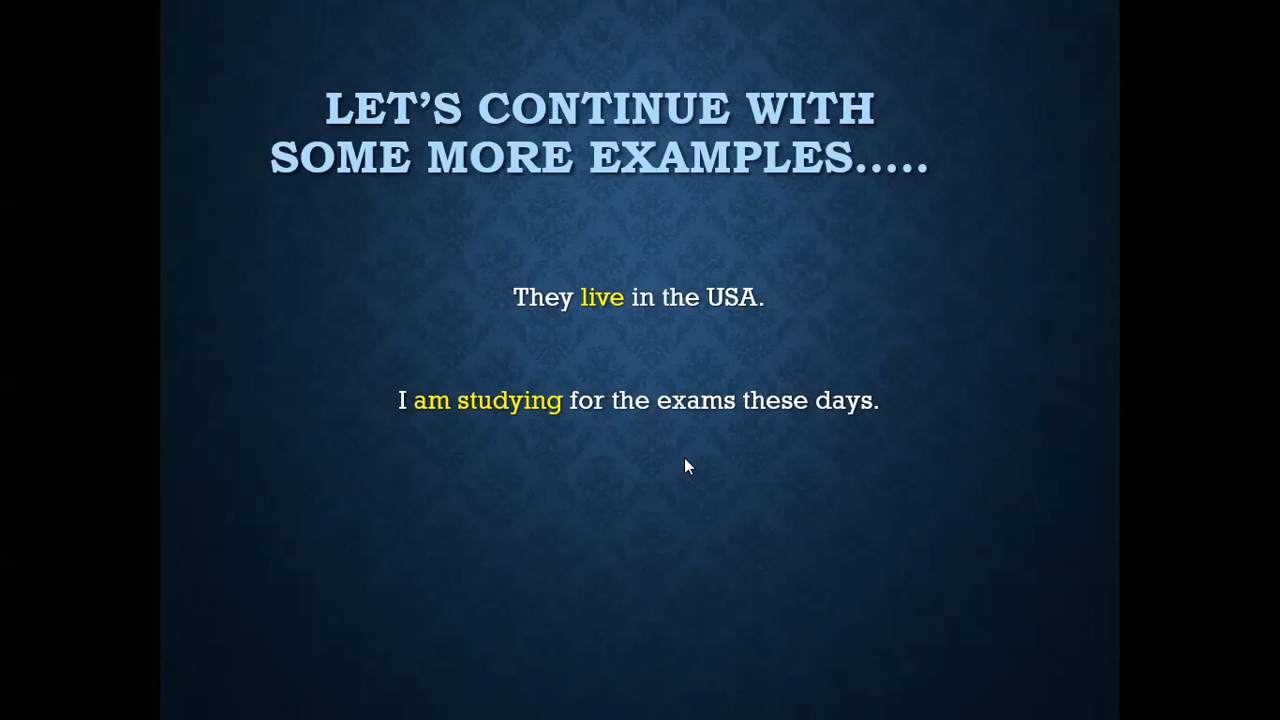 LET’S CONTINUE WITH
SOME MORE EXAMPLES.....
They live in the USA.
I am studying for the exams these days.